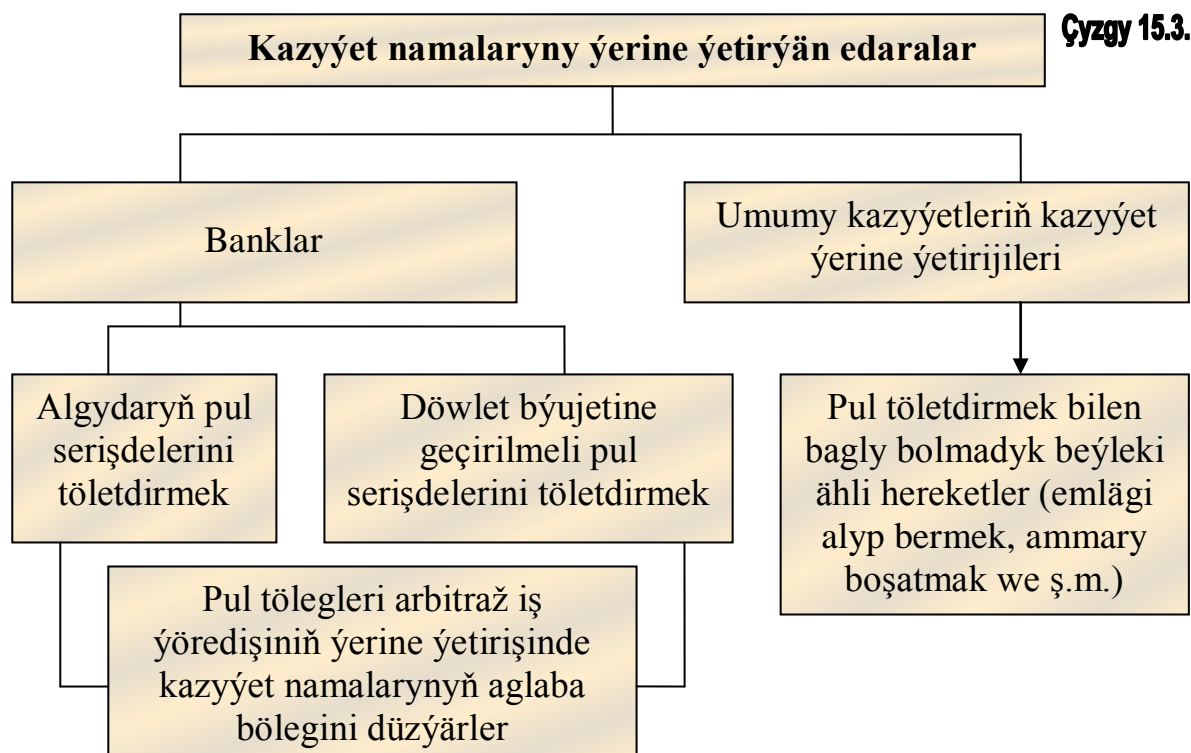 Çyzgy 15.3.
Kazyýet namalaryny ýerine ýetirýän edaralar
Banklar
Umumy kazyýetleriň kazyýet
ýerine ýetirijileri
Algydaryň pul
serişdelerini
töletdirmek
Döwlet býujetine
geçirilmeli pul
serişdelerini töletdirmek
Pul töletdirmek bilen
bagly bolmadyk beýleki
ähli hereketler (emlägi
alyp bermek, ammary
boşatmak we ş.m.)
Pul tölegleri arbitraž iş
ýöredişiniň ýerine ýetirişinde
kazyýet namalarynyň aglaba
bölegini düzýärler